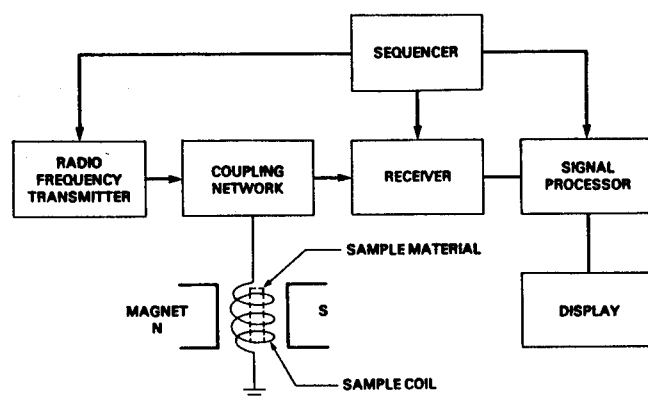 SEQUENCER
RADIO
FREQUENCY
TRANSMITTER
COUPLING
NETWORK
RECEIVER
SIGNAL
PROCESSOR
SAMPLE MATERIAL
MAGNET
N
S
DISPLAY
SAMPLE COIL